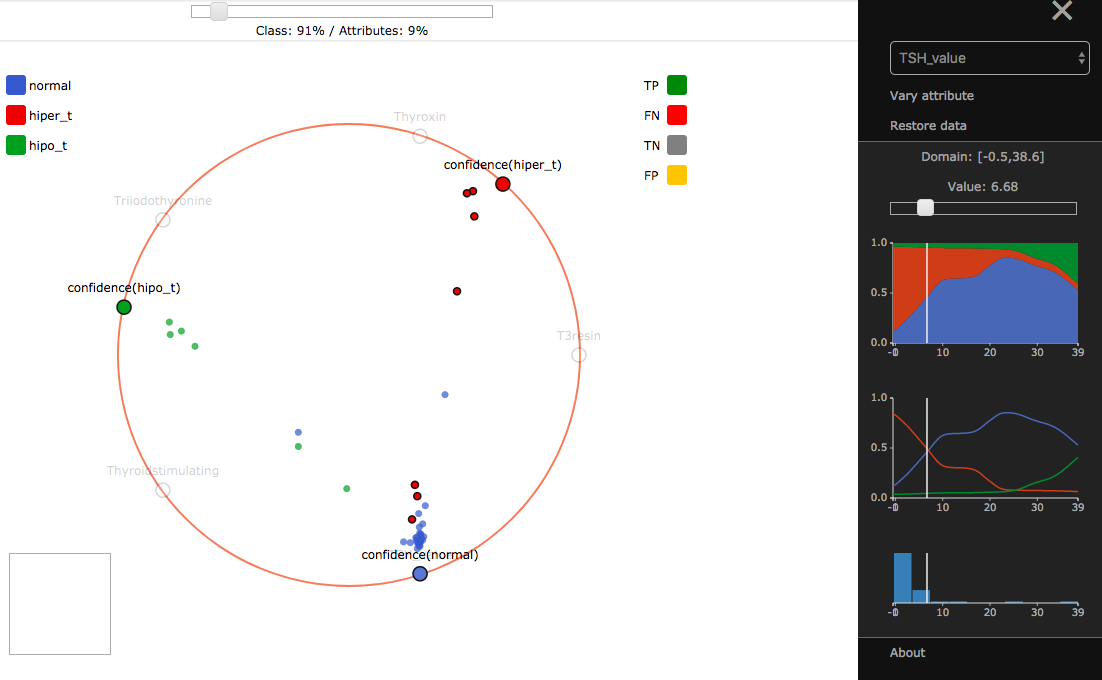 Class: 91% / Attributes: 9%
normal
hiper_t
hipo_t
TP
FN
TN
FP
Thyroxin
confidence(hiper_t)
Triiodothyronine
confidence(hipo_t)
T3resin
Thyroidstimulating
confidence(normal)
TSH_value
Vary attribute
Restore data
Domain: [-0.5,38.6]
Value: 6.68
1.0
0.5
0.0
0 10 20 30 39
1.0
0.5
0.0
0 10 20 30 39
0 10 20 30 39
About